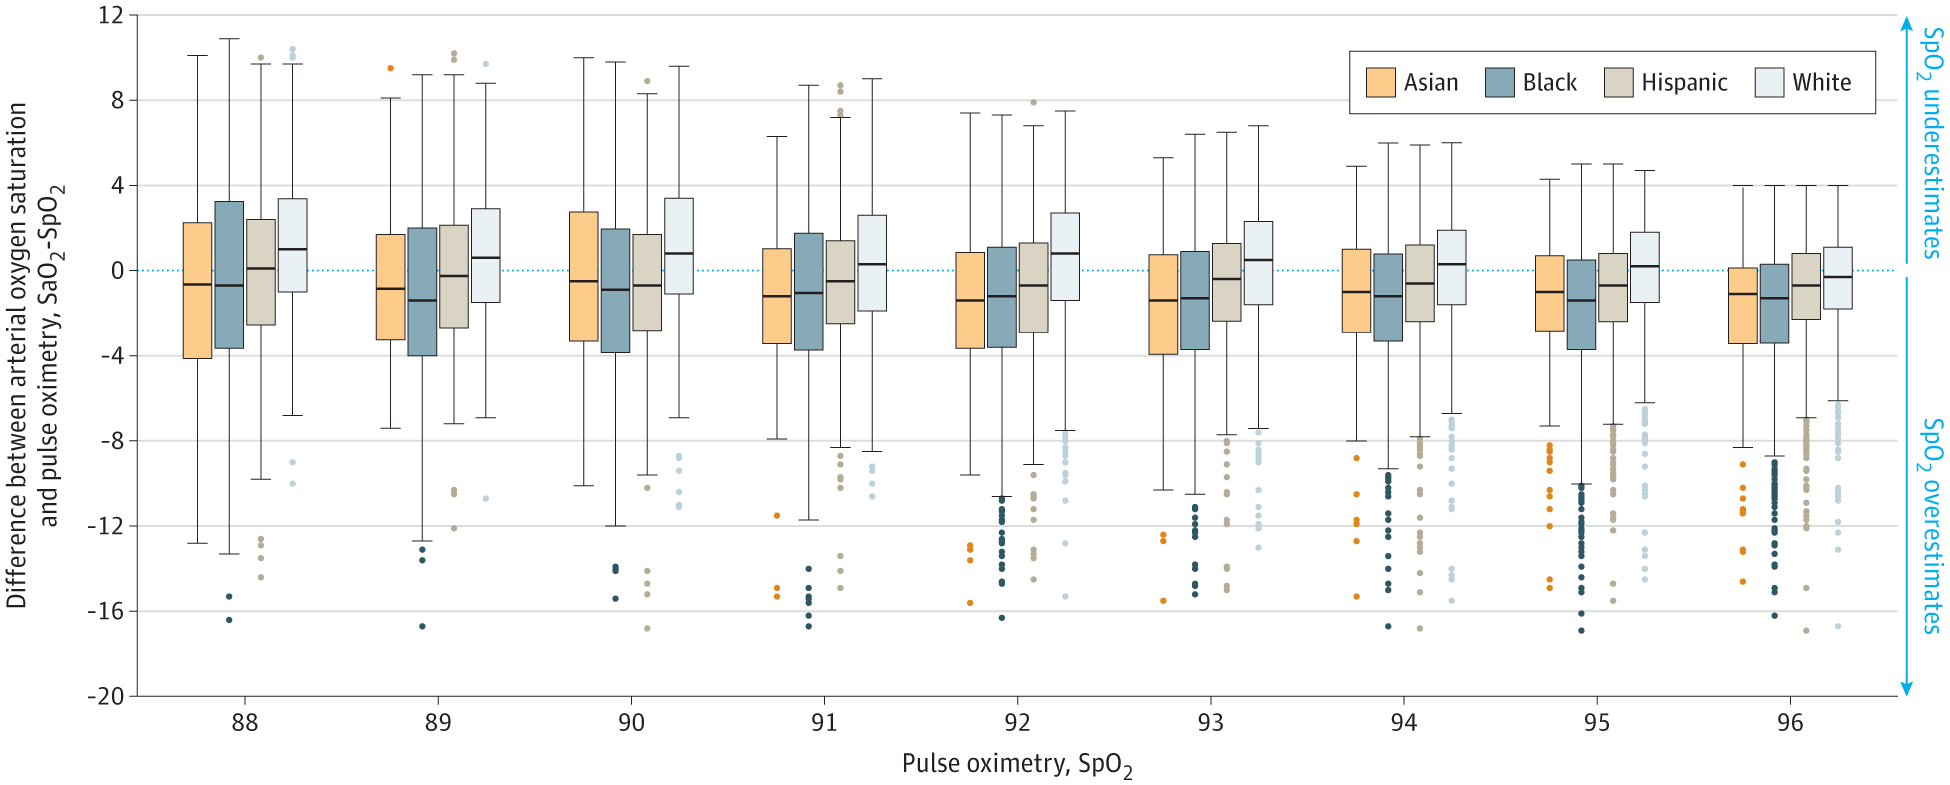 12
8
4
0
-4
-8
-12
-16
-20
Difference between arterial oxygen saturation
and pulse oximetry, SaO₂-SpO₂
Asian
Black
Hispanic
White
SpO₂ underestimates
SpO₂ overestimates
88
89
90
91
92
93
94
95
96
Pulse oximetry, SpO₂